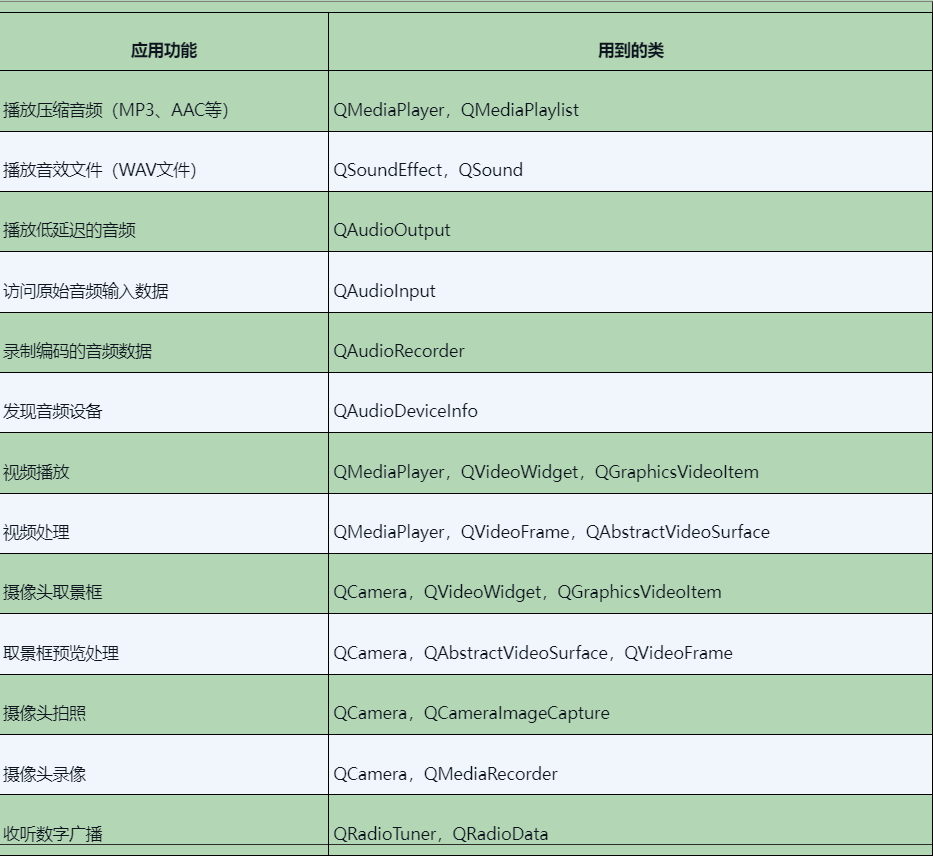 应用功能 用到的类
播放压缩音频（MP3、AAC等） QMediaPlayer，QMediaPlaylist
播放音效文件（WAV文件） QSoundEffect，QSound
播放低延迟的音频 QAudioOutput
访问原始音频输入数据 QAudioInput
录制编码的音频数据 QAudioRecorder
发现音频设备 QAudioDeviceInfo
视频播放 QMediaPlayer，QVideoWidget，QGraphicsVideoItem
视频处理 QMediaPlayer，QVideoFrame，QAbstractVideoSurface
摄像头取景框 QCamera，QVideoWidget，QGraphicsVideoItem
取景框预览处理 QCamera，QAbstractVideoSurface，QVideoFrame
摄像头拍照 QCamera，QCameraImageCapture
摄像头录像 QCamera，QMediaRecorder
收听数字广播 QRadioTuner，QRadioData